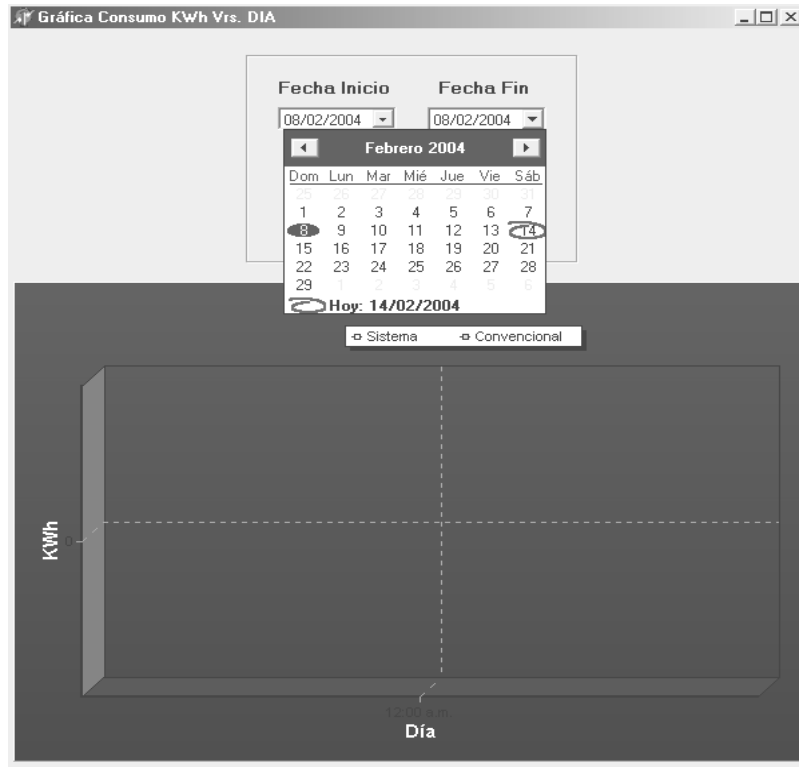 Gráfica Consumo KWh Vrs. DIA
Fecha Inicio Fecha Fin
08/02/2004 08/02/2004
Febrero 2004
Dom Lun Mar Mié Jue Vie Sáb
25 26 27 28 29 30 31
1 2 3 4 5 6 7
8 9 10 11 12 13 14
15 16 17 18 19 20 21
22 23 24 25 26 27 28
29 1 2 3 4 5 6
Hoy: 14/02/2004
Sistema Convencional
KWh
0
12:00 a.m.
Día